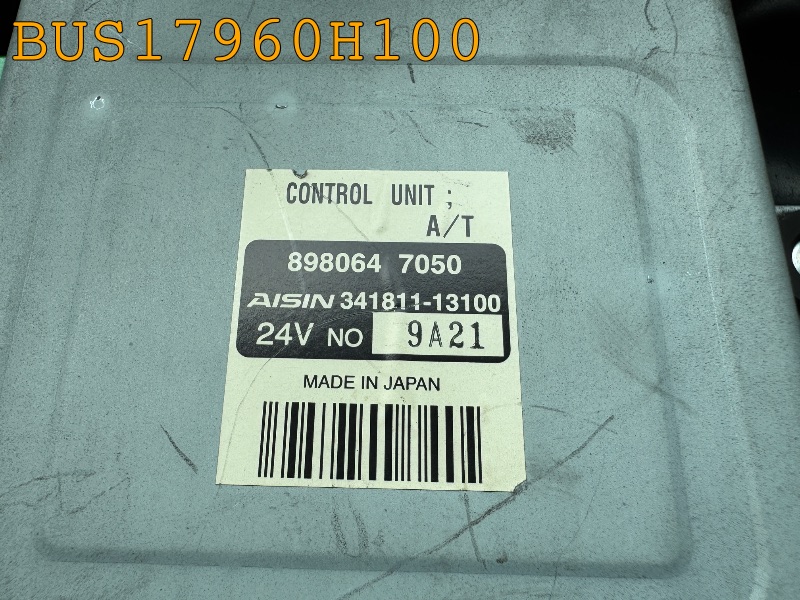 BUS17960H100
CONTROL UNIT ;
A/T
898064 7050
AISIN 341811-13100
24V NO 9A21
MADE IN JAPAN